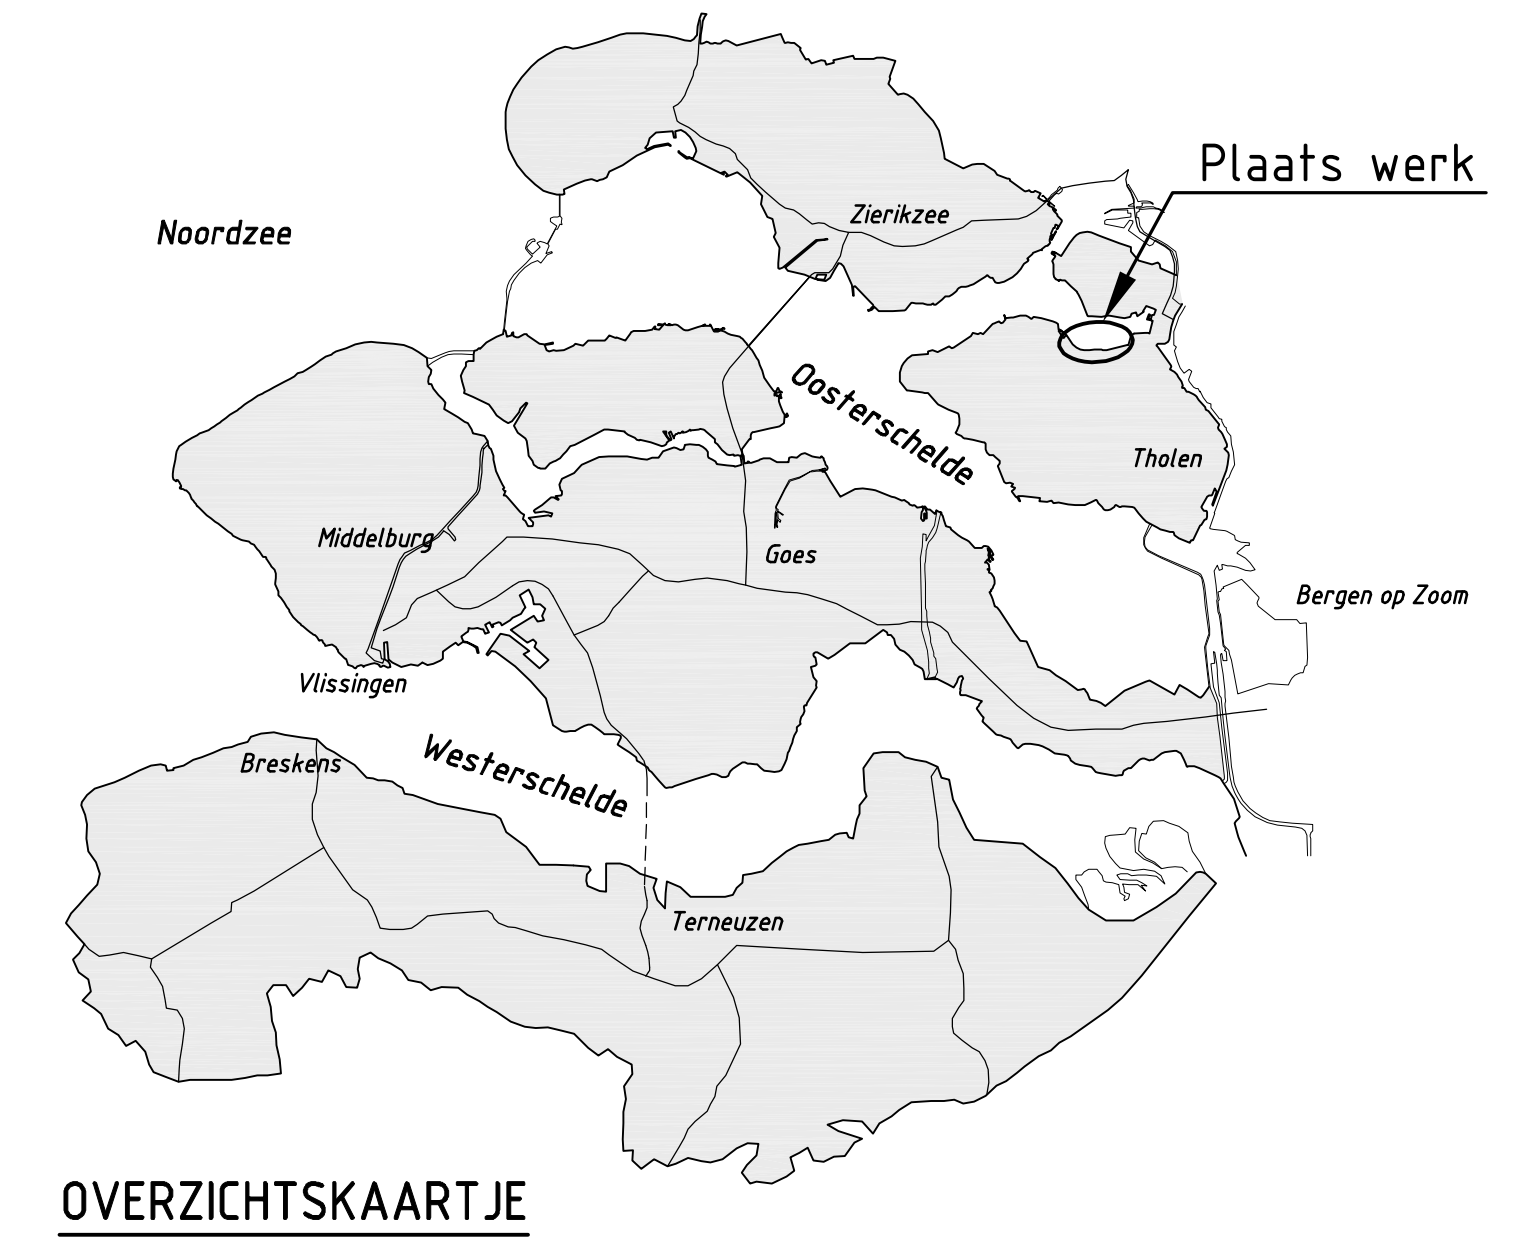 Plaats werk
Zierikzee
Noordzee
Oosterschelde
Tholen
Middelburg
Goes
Bergen op Zoom
Vlissingen
Westerschelde
Breskens
Terneuzen
OVERZICHTSKAARTJE